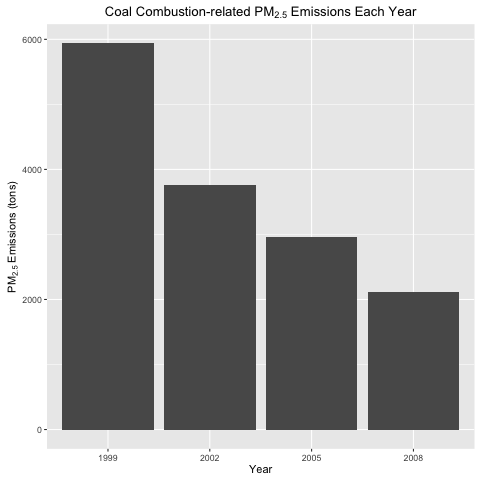 Coal Combustion-related PM₂.₅ Emissions Each Year
PM₂.₅ Emissions (tons)
6000
4000
2000
0
1999 2002 2005 2008
Year